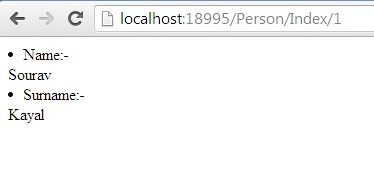 localhost:18995/Person/Index/1
• Name:-
Sourav
• Surname:-
Kayal